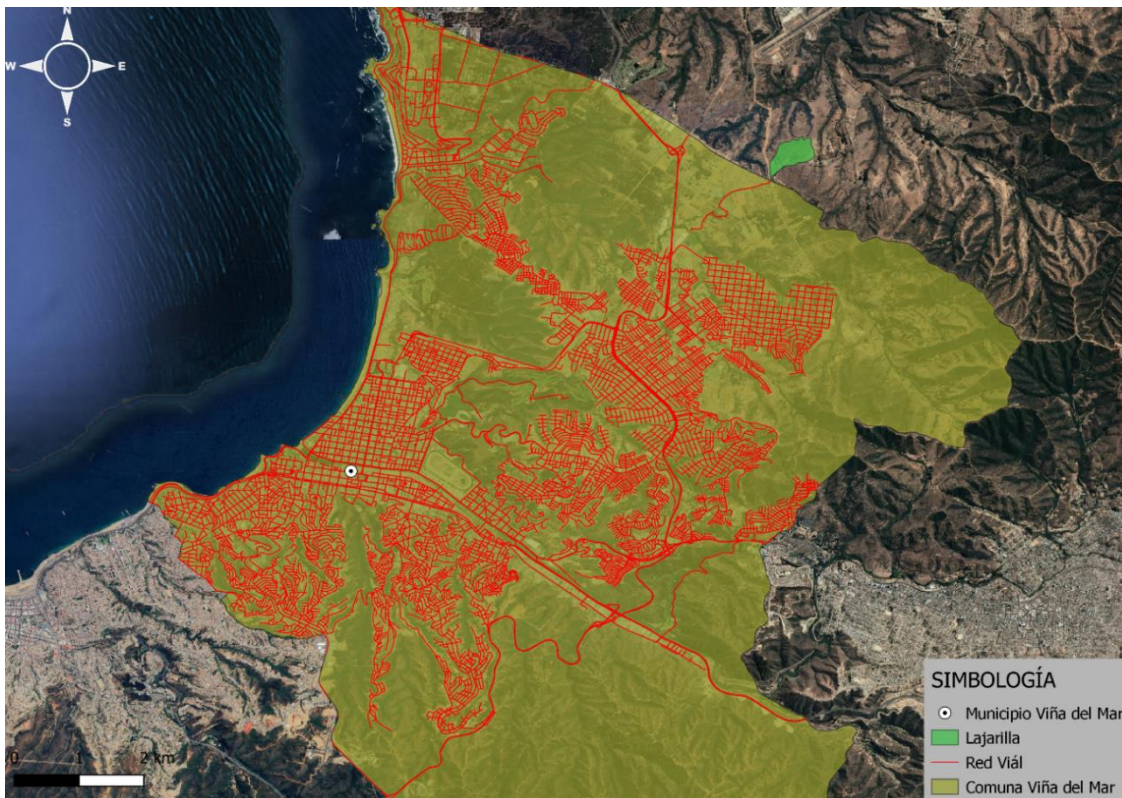 N
W E
S
SIMBOLOGÍA
Municipio Viña del Mar
Lajarilla
Red Viál
Comuna Viña del Mar
0 1 2 km